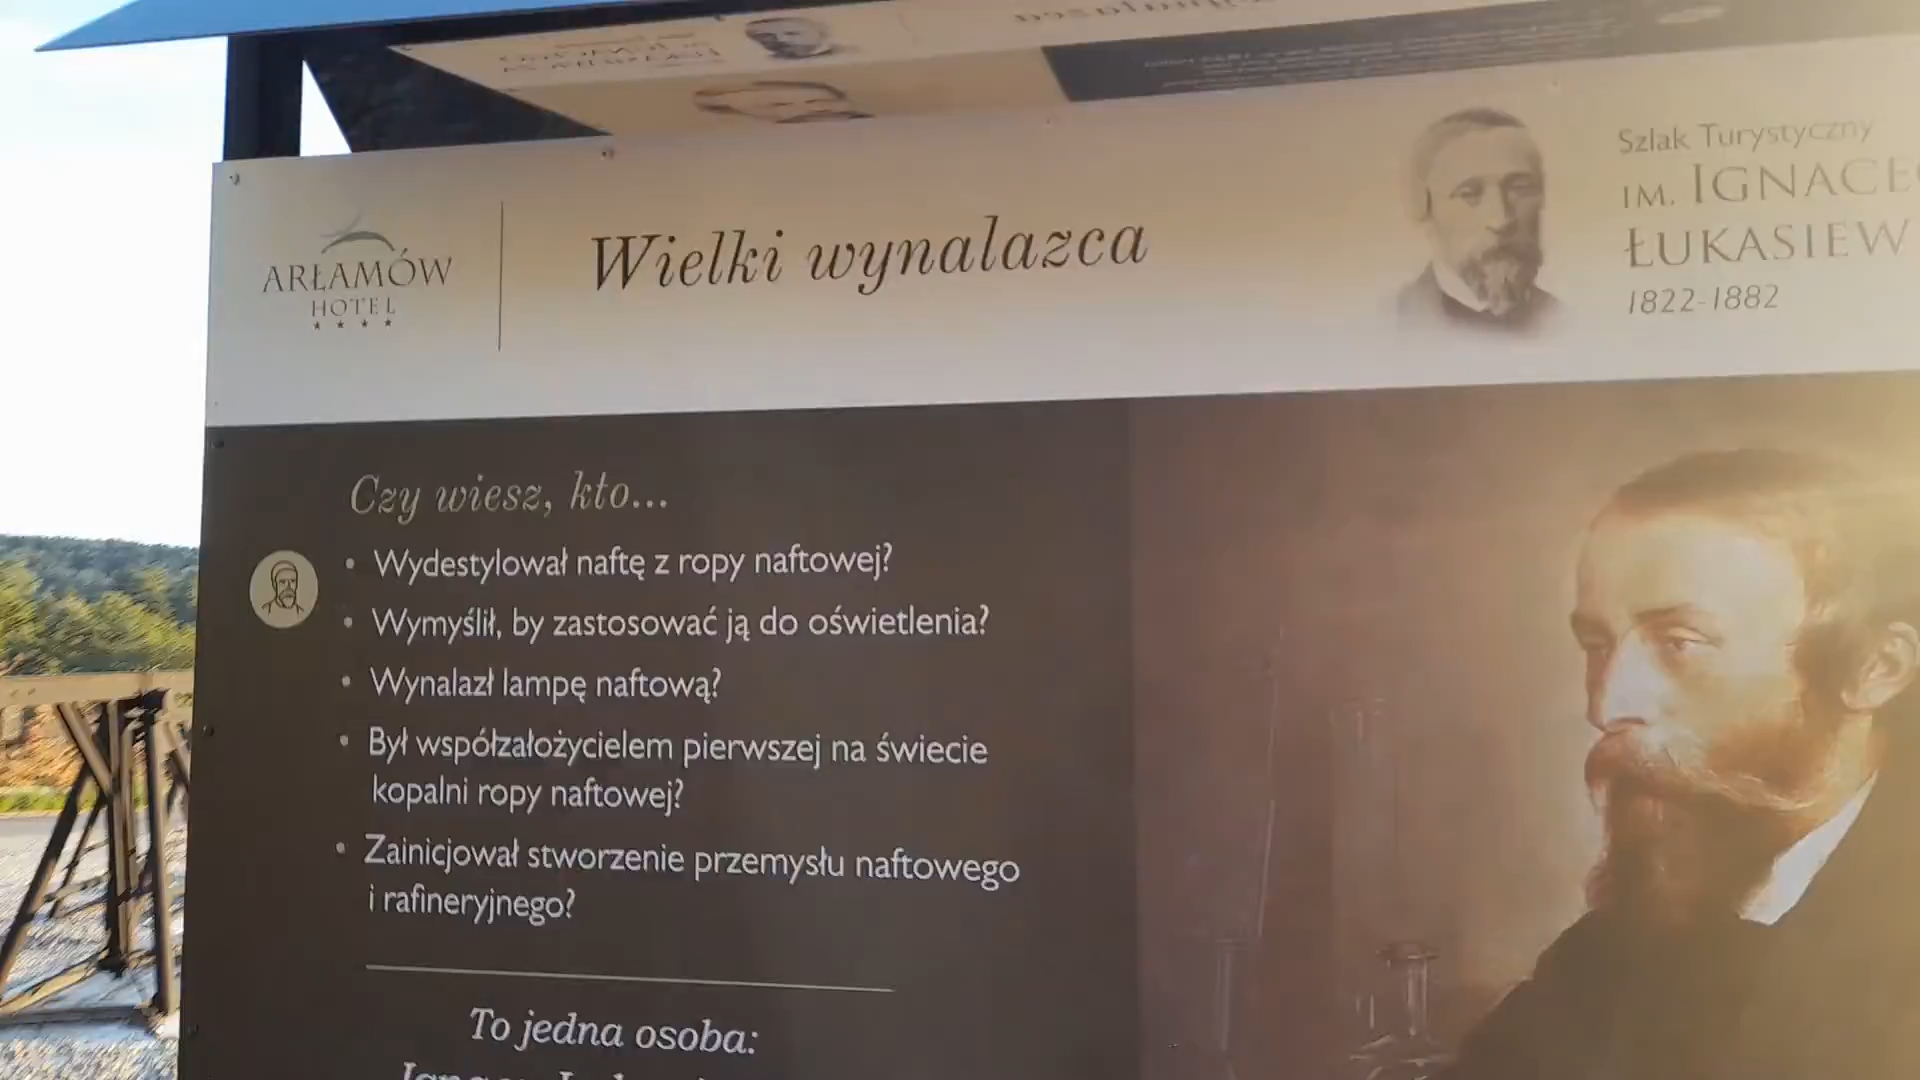 ARŁAMÓW
HOTEL
Wielki wynalazca
Szlak Turystyczny
IM. IGNACEG
ŁUKASIEW
1822-1882
Czy wiesz, kto...
• Wydestylował naftę z ropy naftowej?
• Wymyślił, by zastosować ją do oświetlenia?
• Wynalazł lampę naftową?
• Był współzałożycielem pierwszej na świecie
kopalni ropy naftowej?
• Zainicjował stworzenie przemysłu naftowego
i rafineryjnego?
To jedna osoba: